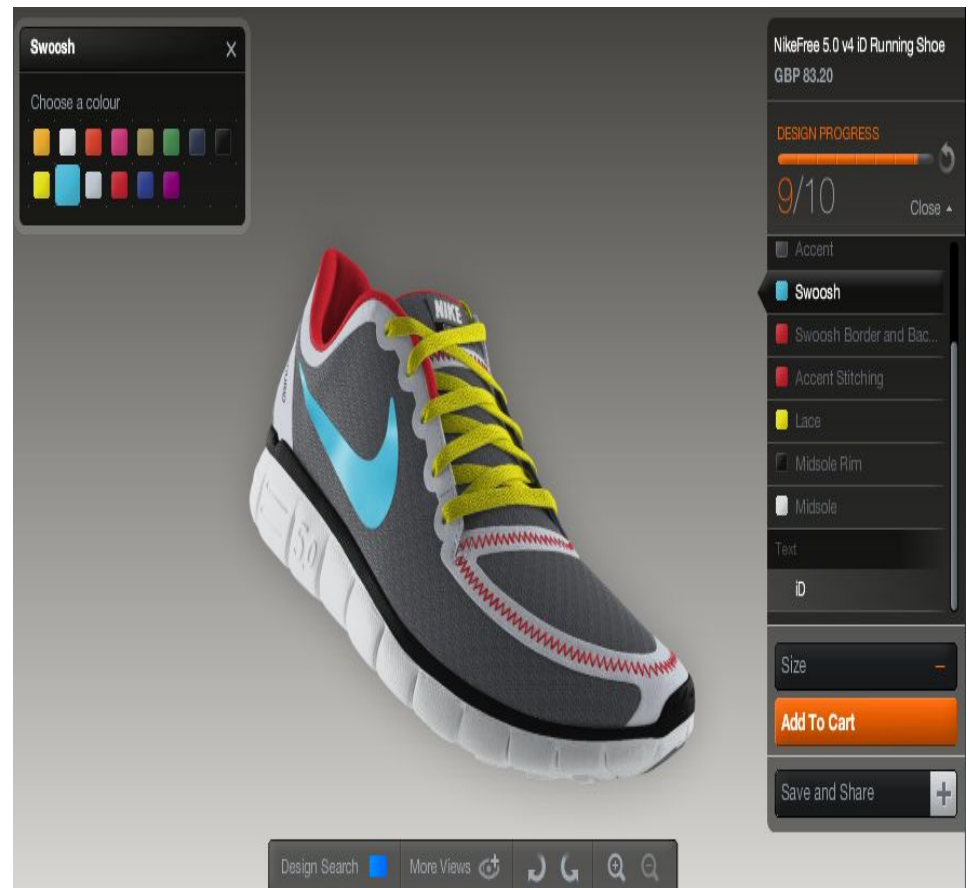 Swoosh X
Choose a colour
NikeFree 5.0 v4 iD Running Shoe
GBP 83.20
DESIGN PROGRESS
9/10
Close
Accent
Swoosh
Swoosh Border and Bac...
Accent Stitching
Lace
Midsole Rim
Midsole
Text
iD
Size
Add To Cart
Save and Share
NIKE
5.0
Design Search
More Views